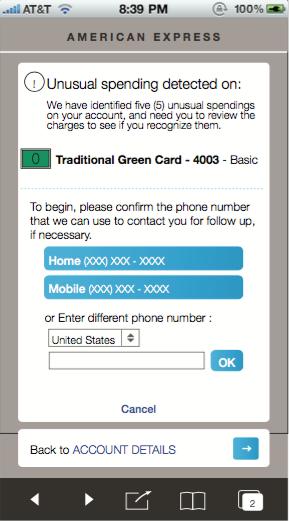 AT&T 8:39 PM 100%
AMERICAN EXPRESS
! Unusual spending detected on:
We have identified five (5) unusual spendings
on your account, and need you to review the
charges to see if you recognize them.
0 Traditional Green Card - 4003 - Basic
To begin, please confirm the phone number
that we can use to contact you for follow up,
if necessary.
Home (XXX) XXX - XXXX
Mobile (XXX) XXX - XXXX
or Enter different phone number :
United States
OK
Cancel
Back to ACCOUNT DETAILS
2